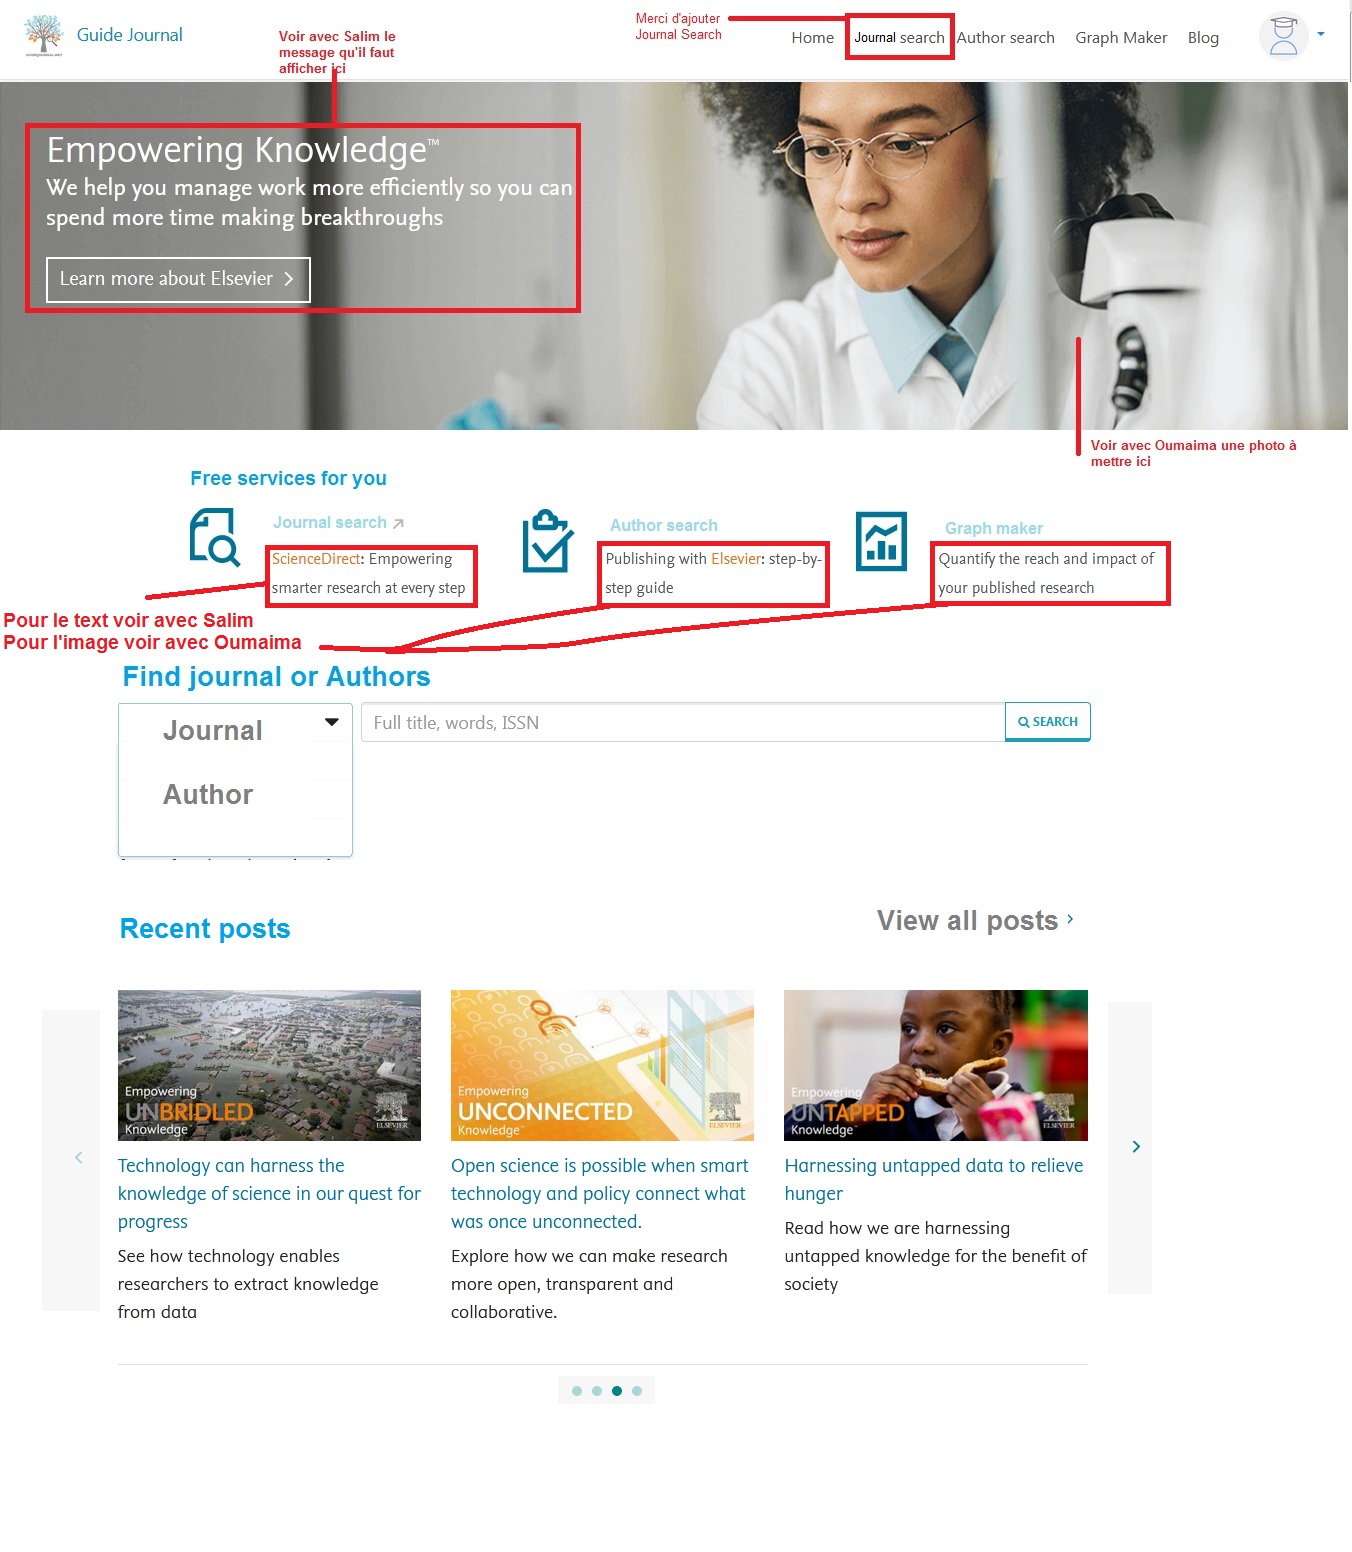 Guide Journal
Voir avec Salim le
message qu'il faut
afficher ici
Merci d'ajouter
Journal Search
Home
Journal search
Author search
Graph Maker
Blog
Empowering Knowledge™
We help you manage work more efficiently so you can
spend more time making breakthroughs
Learn more about Elsevier
Voir avec Oumaima une photo à
mettre ici
Free services for you
Journal search
ScienceDirect: Empowering
smarter research at every step
Author search
Publishing with Elsevier: step-by-
step guide
Graph maker
Quantify the reach and impact of
your published research
Pour le text voir avec Salim
Pour l'image voir avec Oumaima
Find journal or Authors
Journal
Author
Full title, words, ISSN
SEARCH
Recent posts
View all posts
Empowering
UNBRIDLED
Knowledge™
ELSEVIER
Technology can harness the
knowledge of science in our quest for
progress
See how technology enables
researchers to extract knowledge
from data
Empowering
UNCONNECTED
Knowledge™
ELSEVIER
Open science is possible when smart
technology and policy connect what
was once unconnected.
Explore how we can make research
more open, transparent and
collaborative.
Empowering
UNTAPPED
Knowledge™
ELSEVIER
Harnessing untapped data to relieve
hunger
Read how we are harnessing
untapped knowledge for the benefit of
society